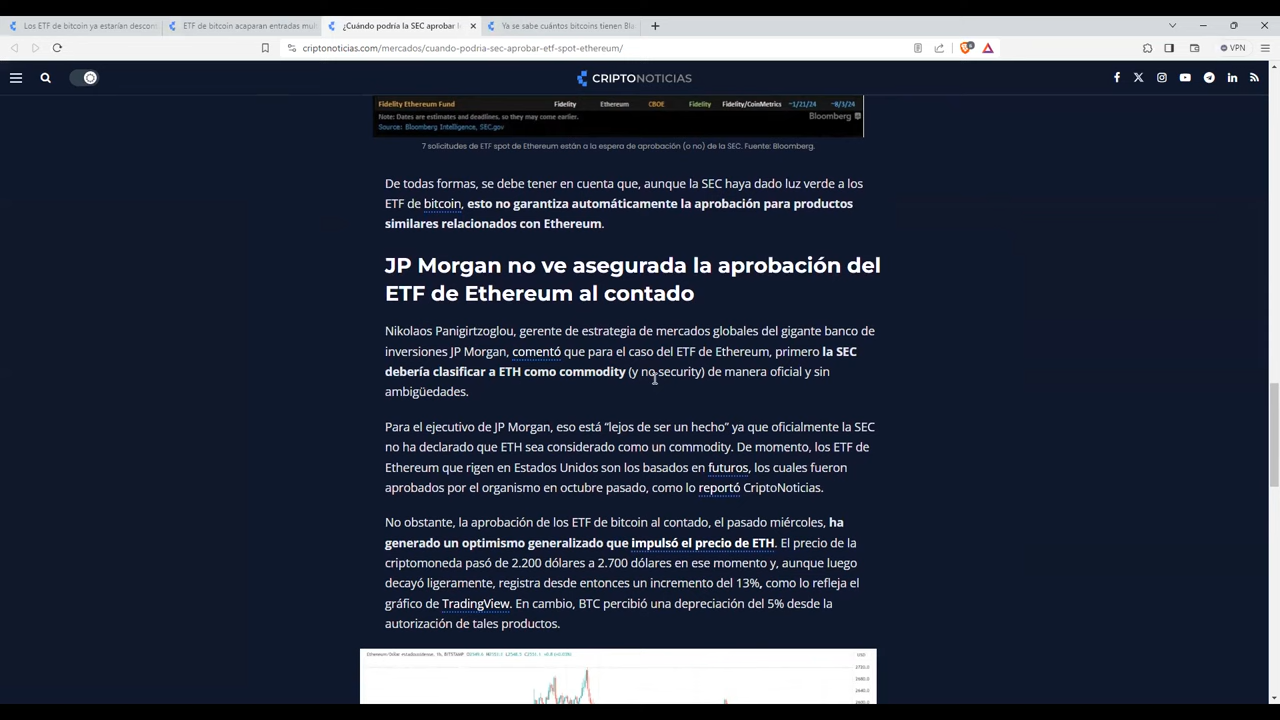 Los ETF de bitcoin ya estarían descon
ETF de bitcoin acaparan entradas mul
¿Cuándo podría la SEC aprobar l
Ya se sabe cuántos bitcoins tienen Bla
criptonoticias.com/mercados/cuando-podria-sec-aprobar-etf-spot-ethereum/
VPN
CRIPTONOTICIAS
Fidelity Ethereum Fund Fidelity Ethereum CBOE Fidelity Fidelity/CoinMetrics ~1/21/24 ~8/3/24
Note: Dates are estimates and deadlines, so they may come earlier.
Bloomberg
Source: Bloomberg Intelligence, SEC.gov
7 solicitudes de ETF spot de Ethereum están a la espera de aprobación (o no) de la SEC. Fuente: Bloomberg.
De todas formas, se debe tener en cuenta que, aunque la SEC haya dado luz verde a los
ETF de bitcoin, esto no garantiza automáticamente la aprobación para productos
similares relacionados con Ethereum.
JP Morgan no ve asegurada la aprobación del
ETF de Ethereum al contado
Nikolaos Panigirtzoglou, gerente de estrategia de mercados globales del gigante banco de
inversiones JP Morgan, comentó que para el caso del ETF de Ethereum, primero la SEC
debería clasificar a ETH como commodity (y no security) de manera oficial y sin
ambigüedades.
Para el ejecutivo de JP Morgan, eso está “lejos de ser un hecho” ya que oficialmente la SEC
no ha declarado que ETH sea considerado como un commodity. De momento, los ETF de
Ethereum que rigen en Estados Unidos son los basados en futuros, los cuales fueron
aprobados por el organismo en octubre pasado, como lo reportó CriptoNoticias.
No obstante, la aprobación de los ETF de bitcoin al contado, el pasado miércoles, ha
generado un optimismo generalizado que impulsó el precio de ETH. El precio de la
criptomoneda pasó de 2.200 dólares a 2.700 dólares en ese momento y, aunque luego
decayó ligeramente, registra desde entonces un incremento del 13%, como lo refleja el
gráfico de TradingView. En cambio, BTC percibió una depreciación del 5% desde la
autorización de tales productos.